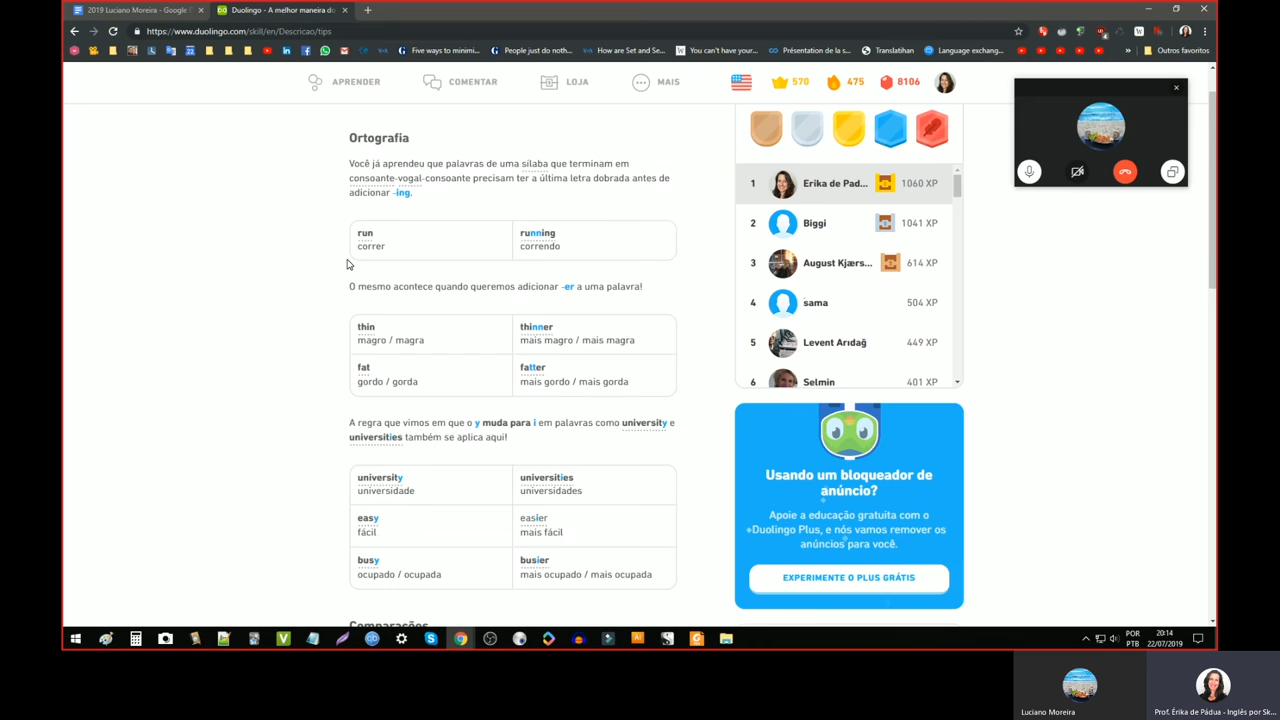 2019 Luciano Moreira - Google D
Duolingo - A melhor maneira do
https://www.duolingo.com/skill/en/Descricao/tips
Five ways to minimi...
People just do noth...
How are Set and Se...
You can't have your...
Présentation de la s...
Translatihan
Language exchang...
Outros favoritos
APRENDER
COMENTAR
LOJA
MAIS
570
475
8106
Ortografia
Você já aprendeu que palavras de uma sílaba que terminam em
consoante-vogal-consoante precisam ter a última letra dobrada antes de
adicionar -ing.
run
running
correr
correndo
O mesmo acontece quando queremos adicionar -er a uma palavra!
thin
thinner
magro / magra
mais magro / mais magra
fat
fatter
gordo / gorda
mais gordo / mais gorda
A regra que vimos em que o y muda para i em palavras como university e
universities também se aplica aqui!
university
universities
universidade
universidades
easy
easier
fácil
mais fácil
busy
busier
ocupado / ocupada
mais ocupado / mais ocupada
Comparações
1 Erika de Pad... 1060 XP
2 Biggi 1041 XP
3 August Kjærs... 614 XP
4 sama 504 XP
5 Levent Arıdağ 449 XP
6 Selmin 401 XP
Usando um bloqueador de
anúncio?
Apoie a educação gratuita com o
Duolingo Plus, e nós vamos remover os
anúncios para você.
EXPERIMENTE O PLUS GRÁTIS
POR
PTB
20:14
22/07/2019
Luciano Moreira
Prof. Érika de Pádua - Inglês por Sk...